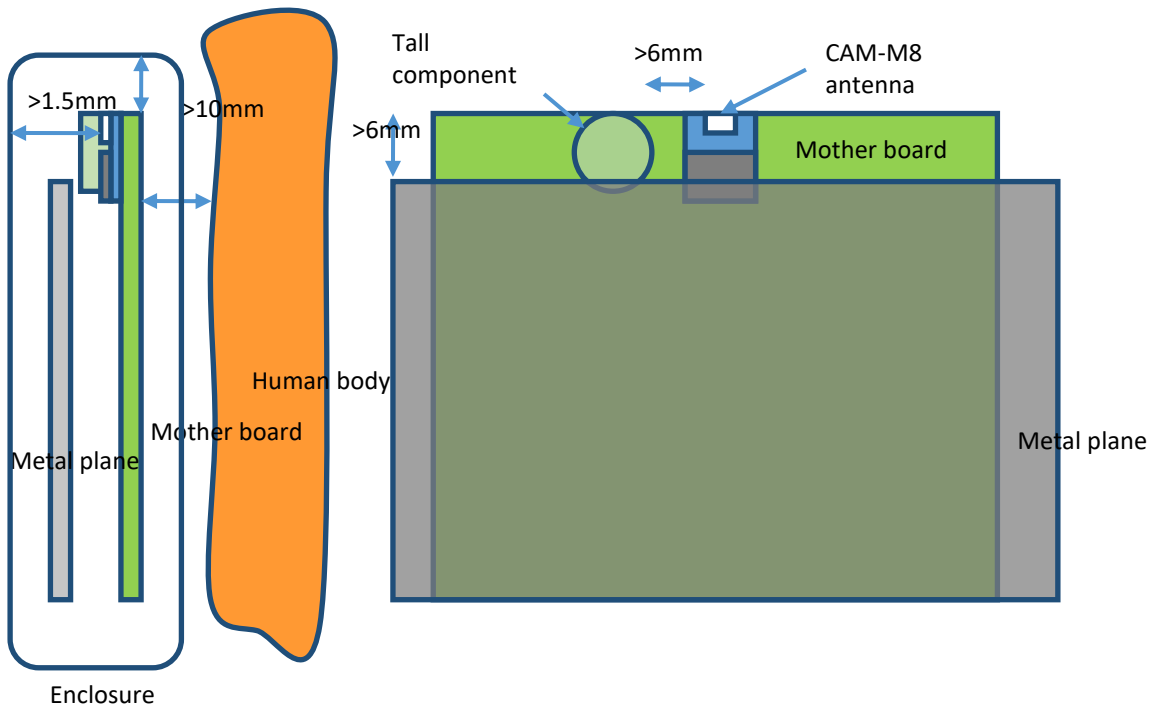 Tall
component
>6mm
CAM-M8
antenna
>1.5mm
>10mm
>6mm
Mother board
Human body
Mother board
Metal plane
Metal plane
Enclosure